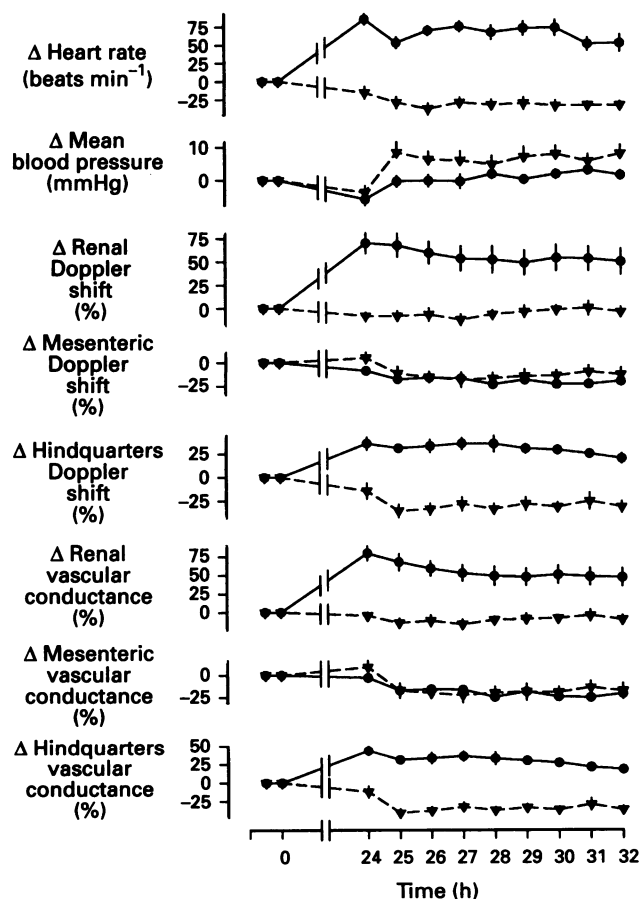 Δ Heart rate
(beats min⁻¹)
75
50
25
0
−25
Δ Mean
blood pressure
(mmHg)
10
0
Δ Renal
Doppler
shift
(%)
75
50
25
0
Δ Mesenteric
Doppler
shift
(%)
0
−25
Δ Hindquarters
Doppler
shift
(%)
25
0
−25
Δ Renal
vascular
conductance
(%)
75
50
25
0
Δ Mesenteric
vascular
conductance
(%)
0
−25
Δ Hindquarters
vascular
conductance
(%)
50
25
0
−25
0 24 25 26 27 28 29 30 31 32
Time (h)